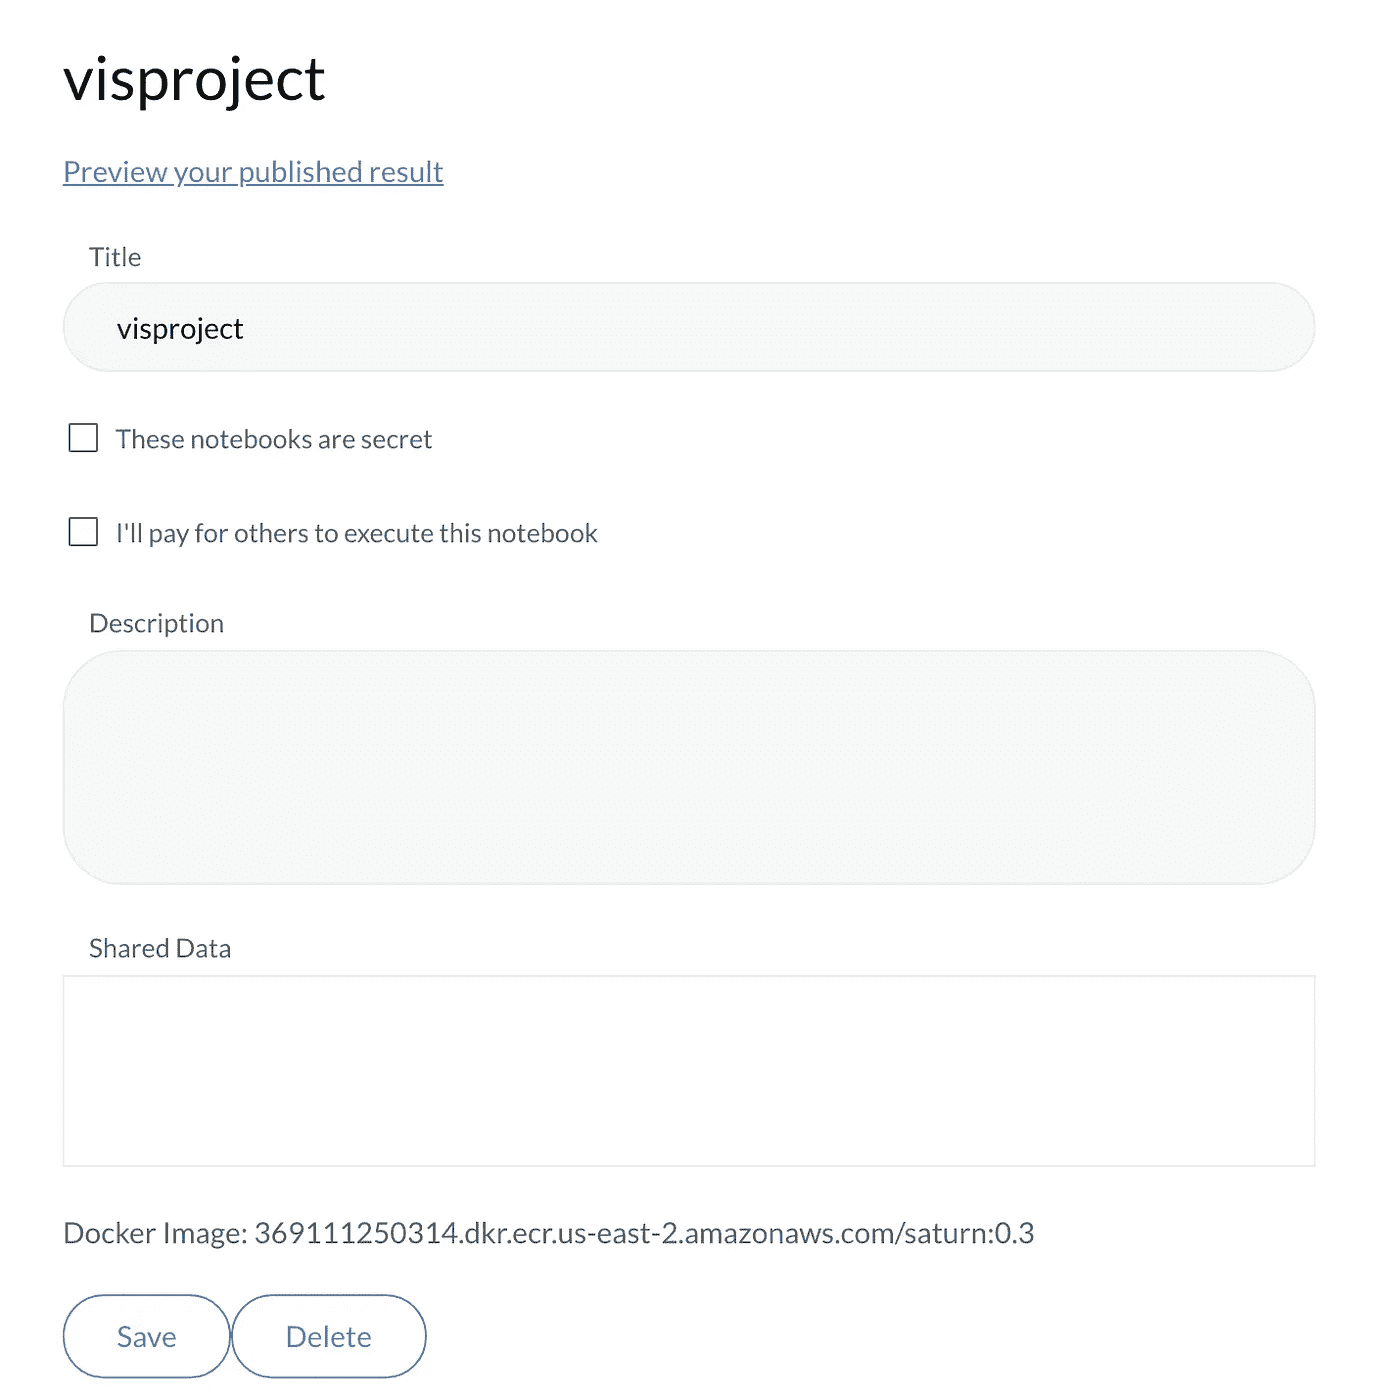 visproject
Preview your published result
Title
visproject
These notebooks are secret
I'll pay for others to execute this notebook
Description
Shared Data
Docker Image: 369111250314.dkr.ecr.us-east-2.amazonaws.com/saturn:0.3
Save Delete